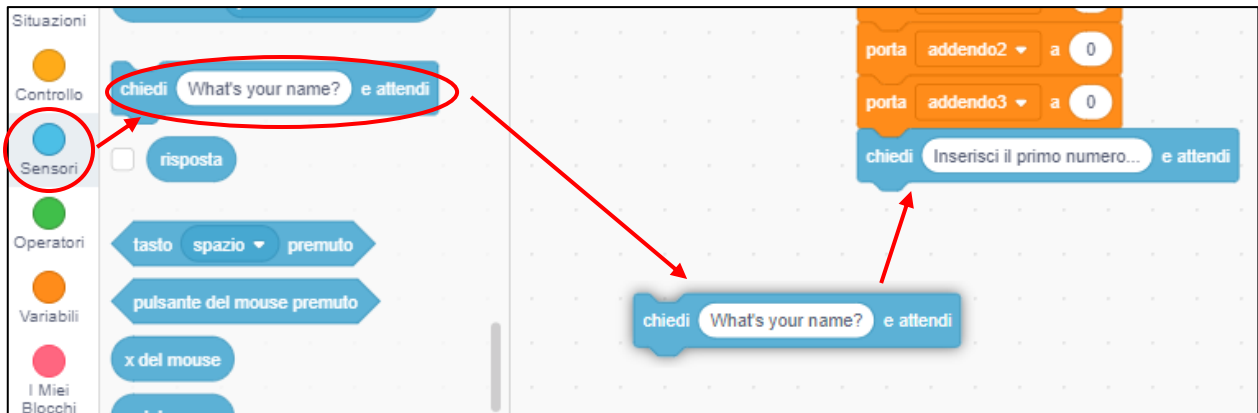 Situazioni
Controllo
Sensori
Operatori
Variabili
I Miei
Blocchi
chiedi What's your name? e attendi
risposta
tasto spazio premuto
pulsante del mouse premuto
x del mouse
porta addendo2 a 0
porta addendo3 a 0
chiedi Inserisci il primo numero... e attendi
chiedi What's your name? e attendi